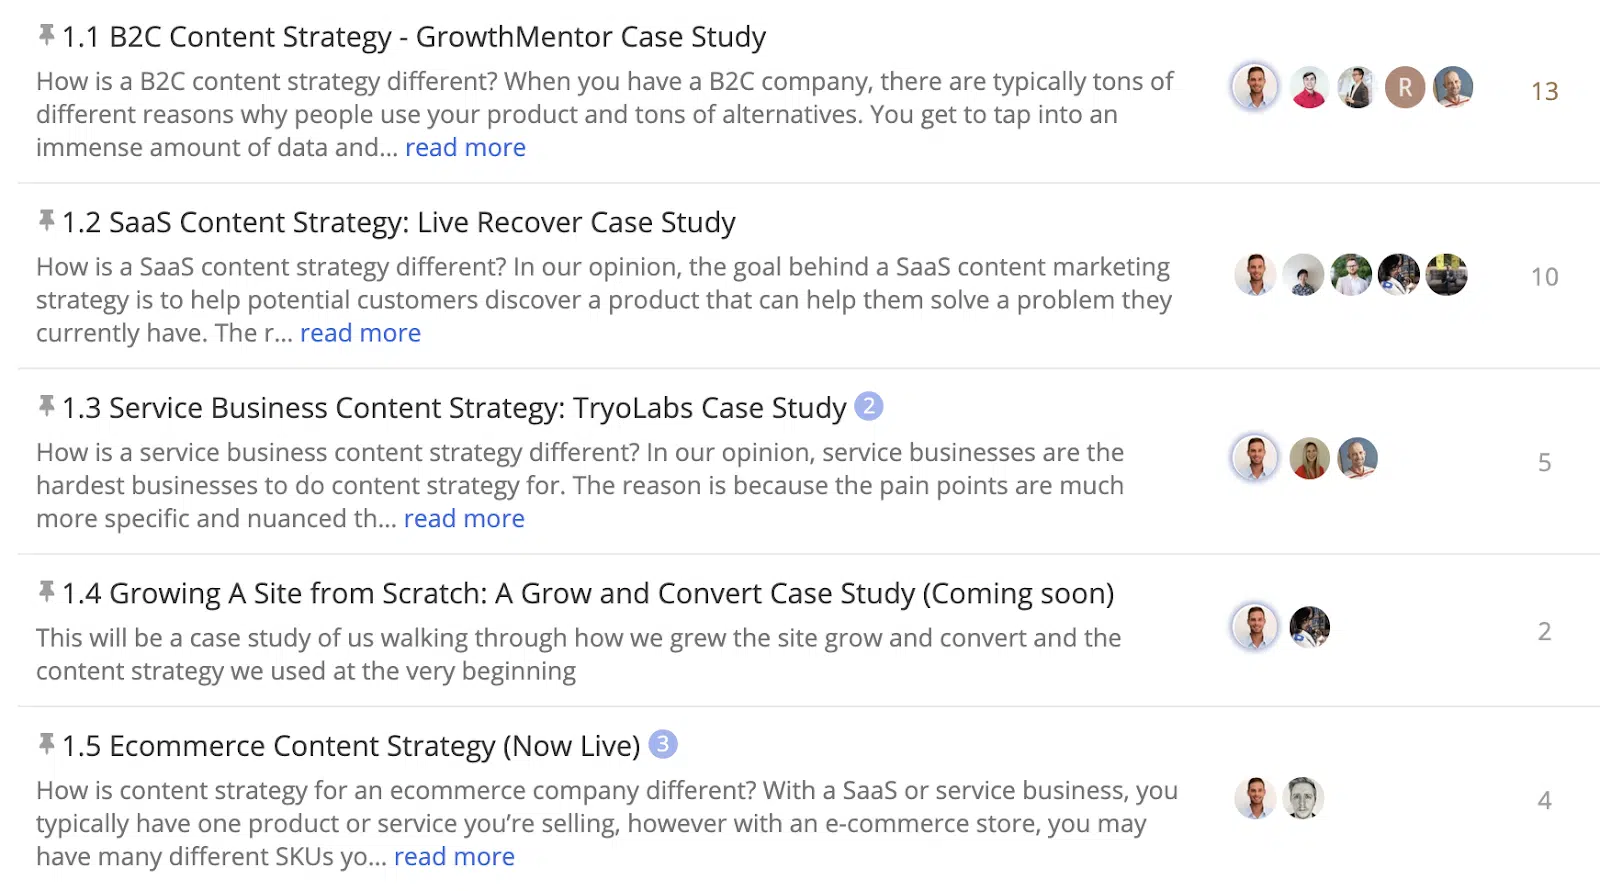 1.1 B2C Content Strategy - GrowthMentor Case Study
How is a B2C content strategy different? When you have a B2C company, there are typically tons of
different reasons why people use your product and tons of alternatives. You get to tap into an
immense amount of data and... read more
R
13
1.2 SaaS Content Strategy: Live Recover Case Study
How is a SaaS content strategy different? In our opinion, the goal behind a SaaS content marketing
strategy is to help potential customers discover a product that can help them solve a problem they
currently have. The r... read more
10
1.3 Service Business Content Strategy: TryoLabs Case Study 2
How is a service business content strategy different? In our opinion, service businesses are the
hardest businesses to do content strategy for. The reason is because the pain points are much
more specific and nuanced th... read more
5
1.4 Growing A Site from Scratch: A Grow and Convert Case Study (Coming soon)
This will be a case study of us walking through how we grew the site grow and convert and the
content strategy we used at the very beginning
2
1.5 Ecommerce Content Strategy (Now Live) 3
How is content strategy for an ecommerce company different? With a SaaS or service business, you
typically have one product or service you’re selling, however with an e-commerce store, you may
have many different SKUs yo... read more
4